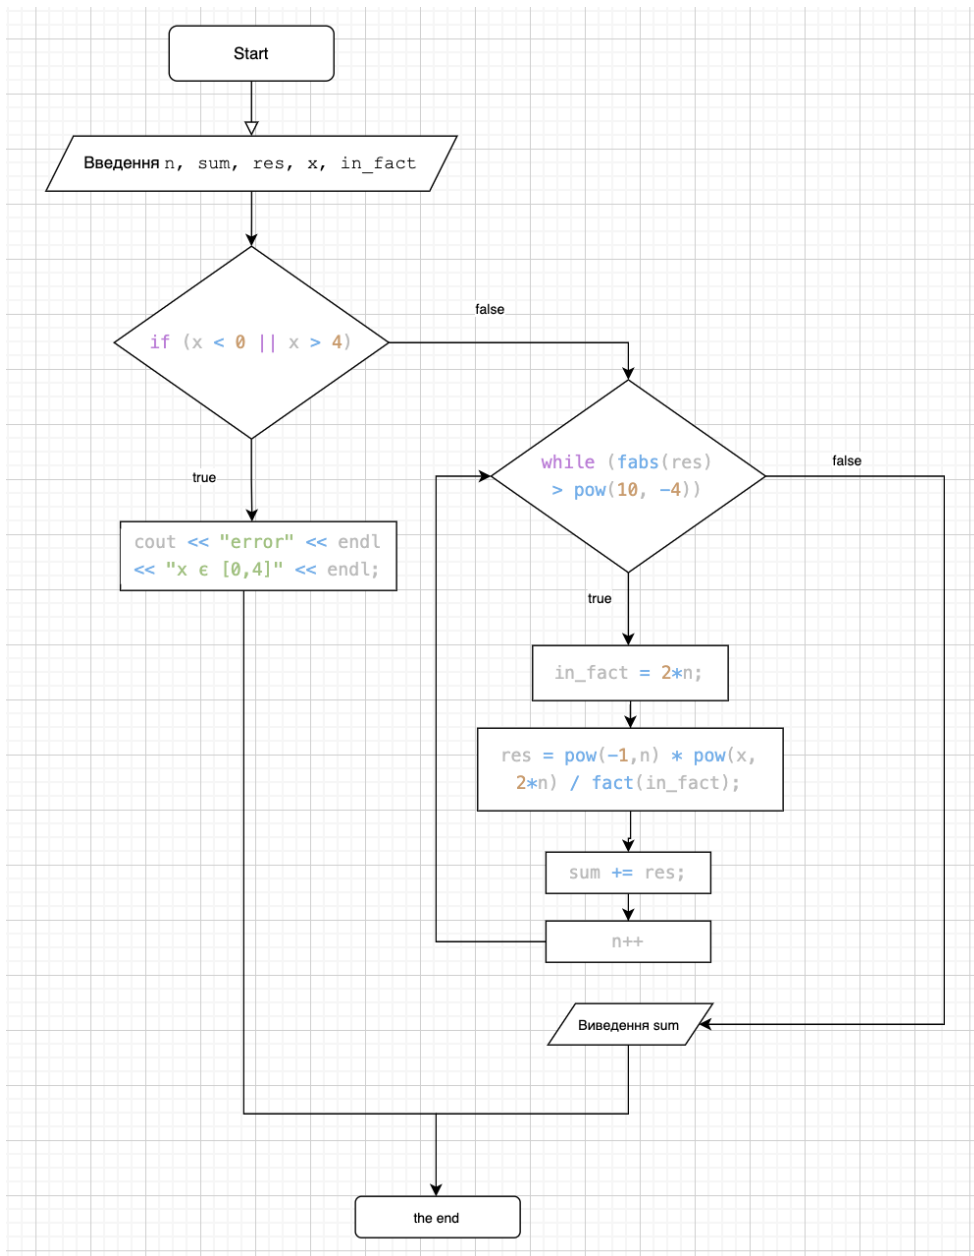 Start
Введення n, sum, res, x, in_fact
if (x < 0 || x > 4)
false
true
cout << "error" << endl
<< "x є [0,4]" << endl;
while (fabs(res)
> pow(10, -4))
false
true
in_fact = 2*n;
res = pow(-1,n) * pow(x,
2*n) / fact(in_fact);
sum += res;
n++
Виведення sum
the end